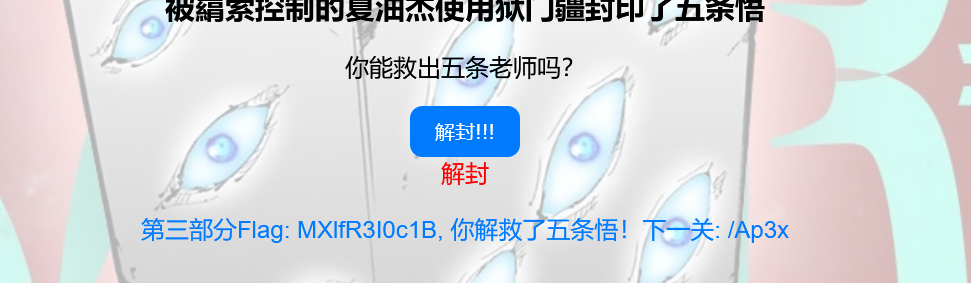 被羂索控制的夏油杰使用狱门疆封印了五条悟
你能救出五条老师吗？
解封!!!
解封
第三部分Flag: MXIfR3I0c1B, 你解救了五条悟！下一关: /Ap3x